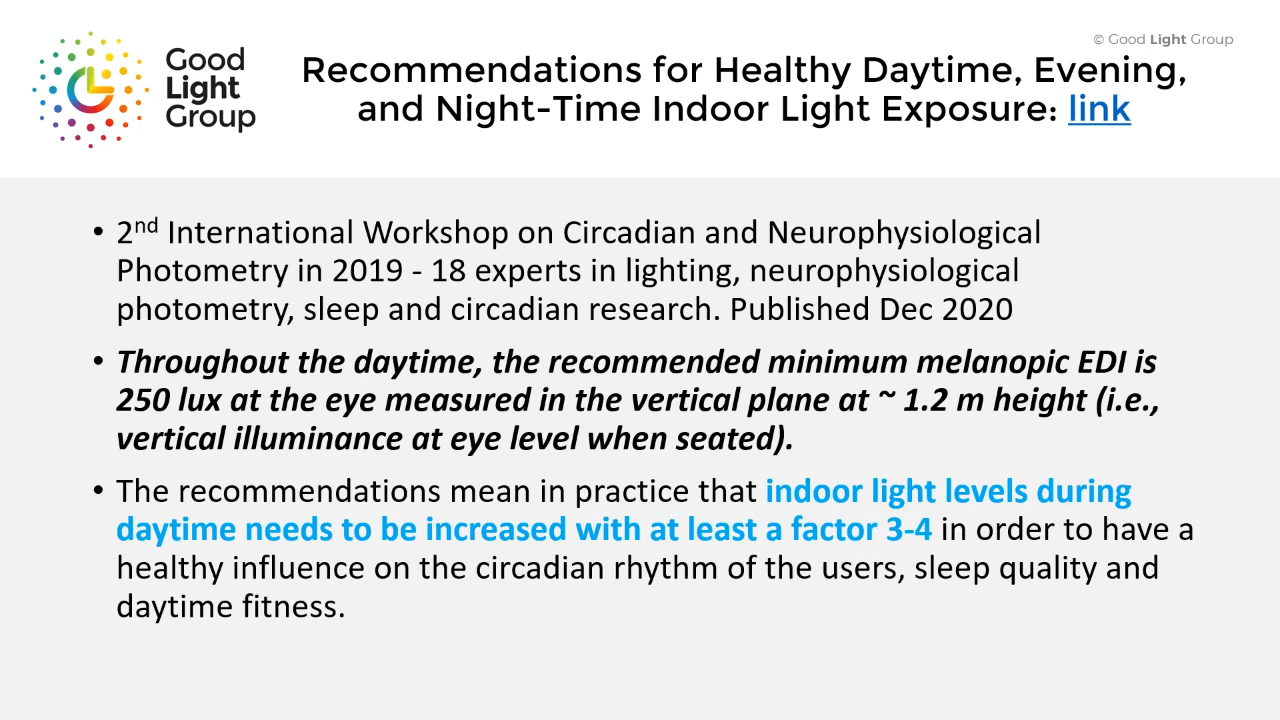 © Good Light Group
Good
Light
Group
Recommendations for Healthy Daytime, Evening,
and Night-Time Indoor Light Exposure: link
• 2nd International Workshop on Circadian and Neurophysiological
Photometry in 2019 - 18 experts in lighting, neurophysiological
photometry, sleep and circadian research. Published Dec 2020
• Throughout the daytime, the recommended minimum melanopic EDI is
250 lux at the eye measured in the vertical plane at ~ 1.2 m height (i.e.,
vertical illuminance at eye level when seated).
• The recommendations mean in practice that indoor light levels during
daytime needs to be increased with at least a factor 3-4 in order to have a
healthy influence on the circadian rhythm of the users, sleep quality and
daytime fitness.